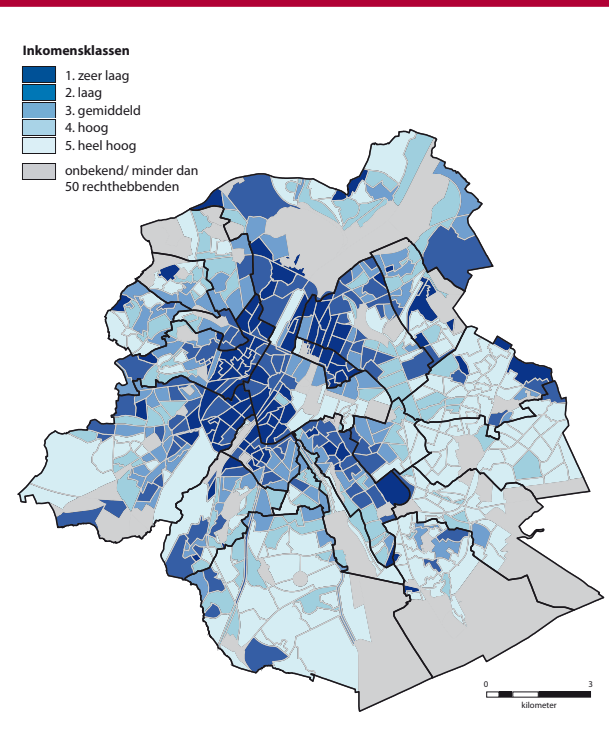 Inkomensklassen
1. zeer laag
2. laag
3. gemiddeld
4. hoog
5. heel hoog
onbekend/ minder dan
50 rechthebbenden
0 3
kilometer